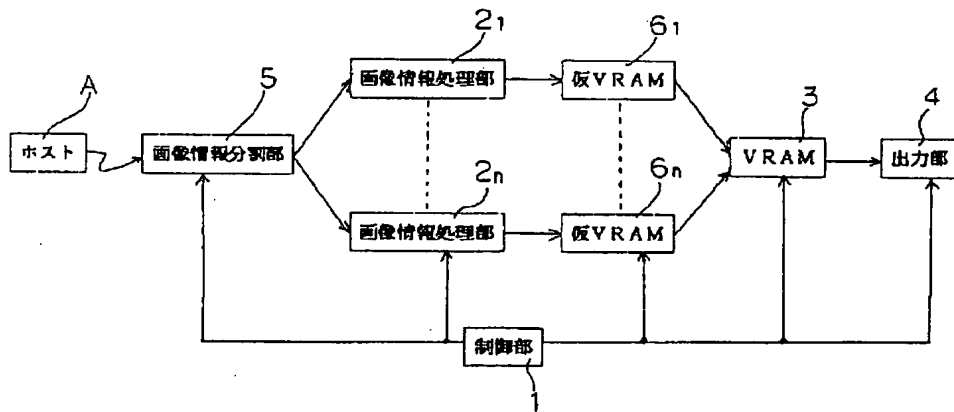 2₁
6₁
A
5
画像情報処理部
仮VRAM
3
4
ホスト
画像情報分割部
VRAM
出力部
2n
6n
画像情報処理部
仮VRAM
制御部
1